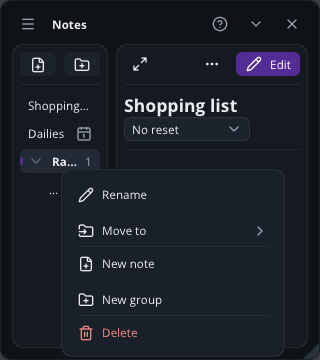 Notes
Edit
Shopping...
Dailies
Ra... 1
...
Shopping list
No reset
Rename
Move to
New note
New group
Delete